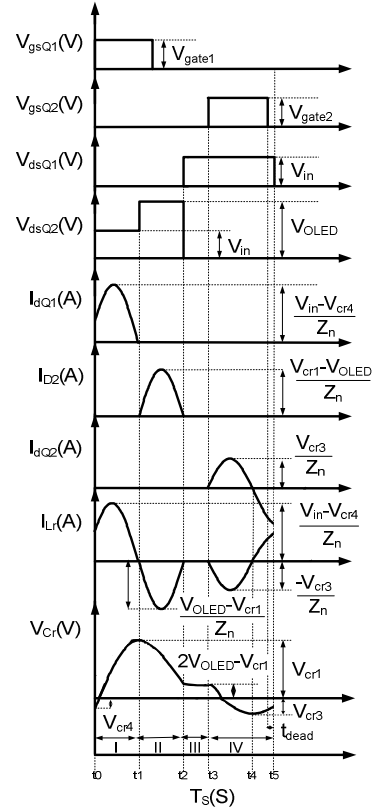 VgsQ1(V)
Vgate1
VgsQ2(V)
Vgate2
VdsQ1(V)
Vin
VdsQ2(V)
VOLED
Vin
IdQ1(A)
Vin-Vcr4
Zn
ID2(A)
Vcr1-VOLED
Zn
IdQ2(A)
Vcr3
Zn
ILr(A)
Vin-Vcr4
Zn
-Vcr3
Zn
VOLED-Vcr1
Zn
VCr(V)
2VOLED-Vcr1
Vcr1
Vcr4
Vcr3
tdead
I II III IV
t0 t1 t2 t3 t4 t5
TS(S)